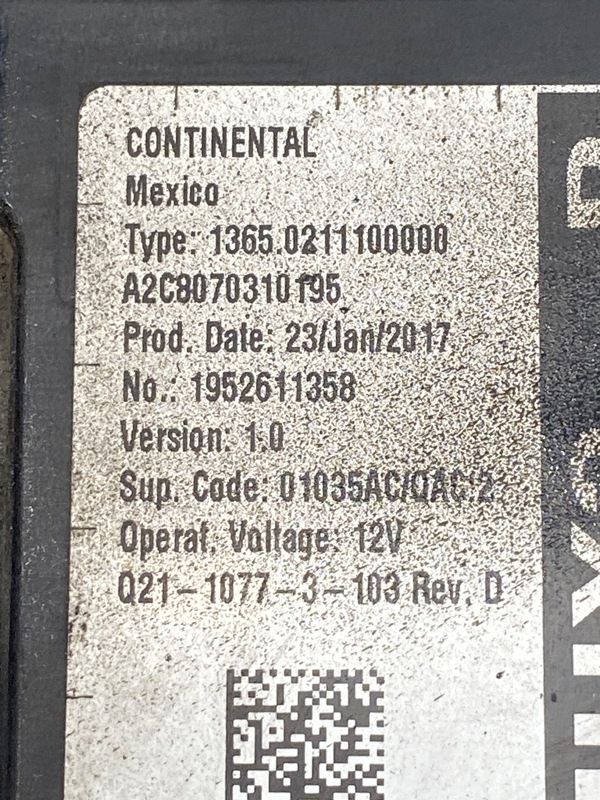 CONTINENTAL
Mexico
Type: 1365.0211100000
A2C8070310195
Prod. Date: 23/Jan/2017
No.: 1952611358
Version: 1.0
Sup. Code: 01035AC/QAC:2
Operat. Voltage: 12V
Q21-1077-3-103 Rev. D